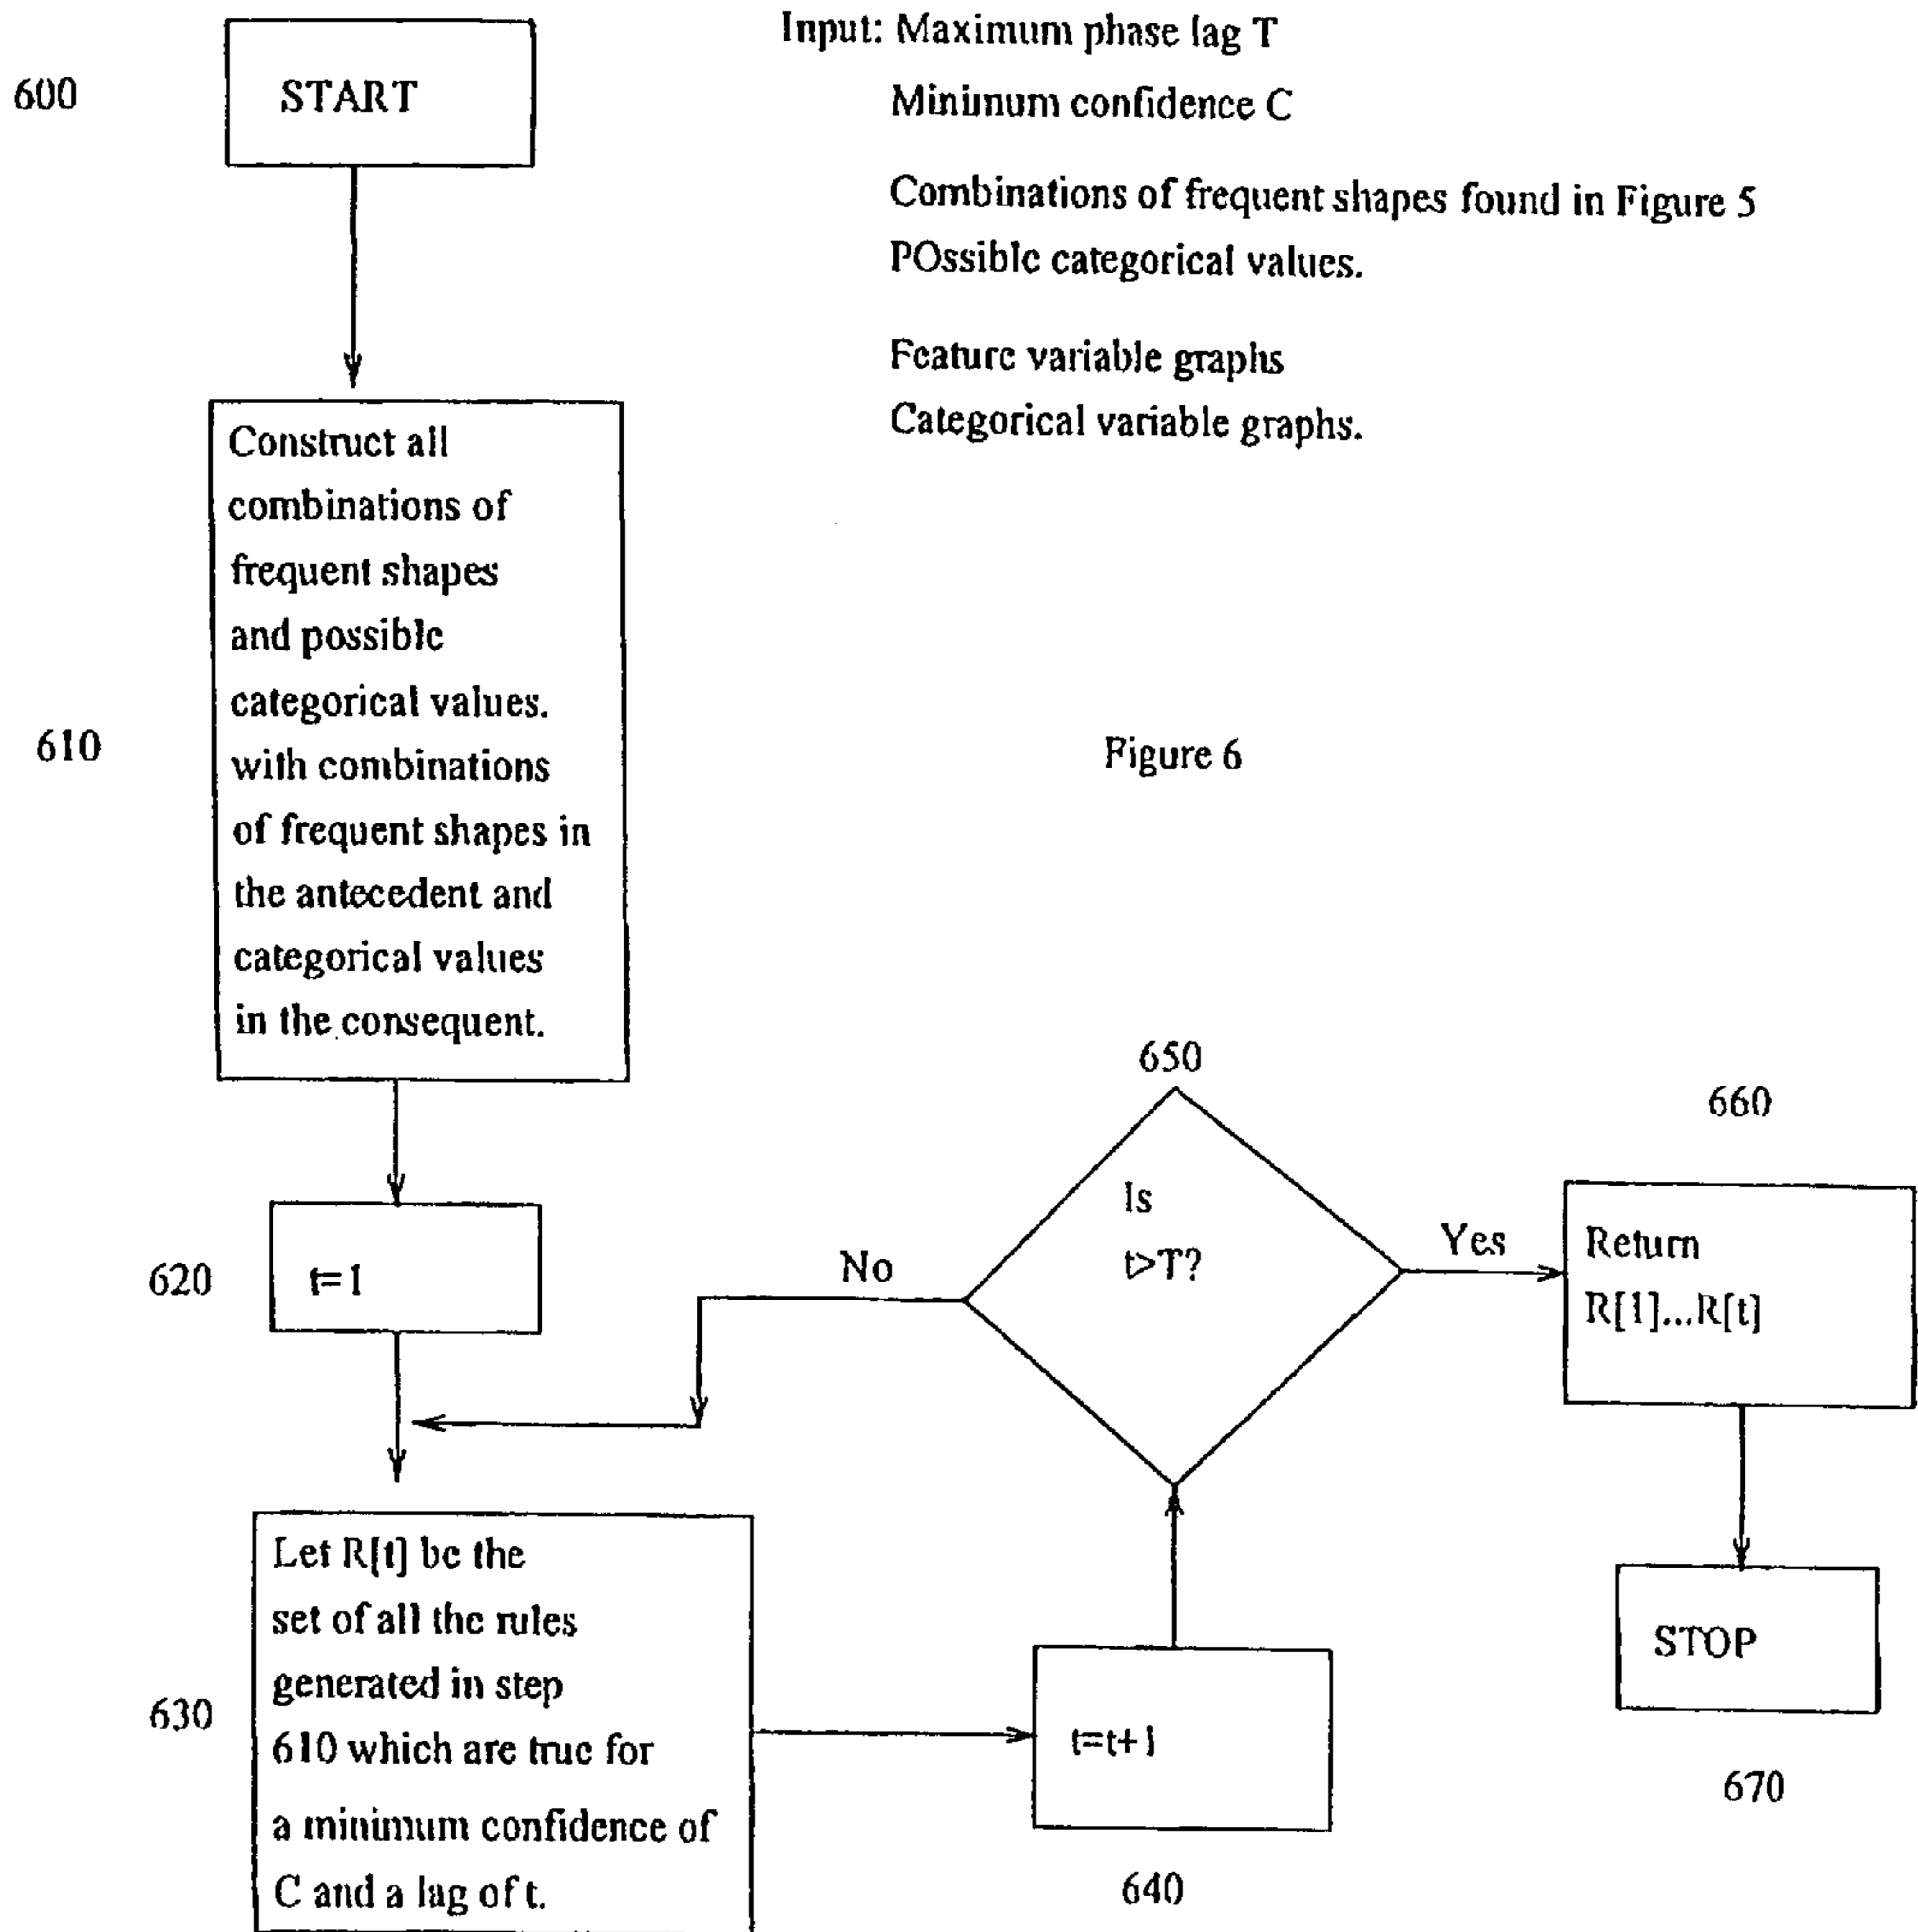 Input: Maximum phase lag T
600
START
Minimum confidence C
Combinations of frequent shapes found in Figure 5
POssible categorical values.
Feature variable graphs
Categorical variable graphs.
Construct all
combinations of
frequent shapes
and possible
categorical values.
with combinations
of frequent shapes in
the antecedent and
categorical values
in the consequent.
610
Figure 6
620
t=1
650
Is
t>T?
No
Yes
660
Return
R[1]...R[t]
630
Let R[t] be the
set of all the rules
generated in step
610 which are true for
a minimum confidence of
C and a lag of t.
t=t+1
640
STOP
670